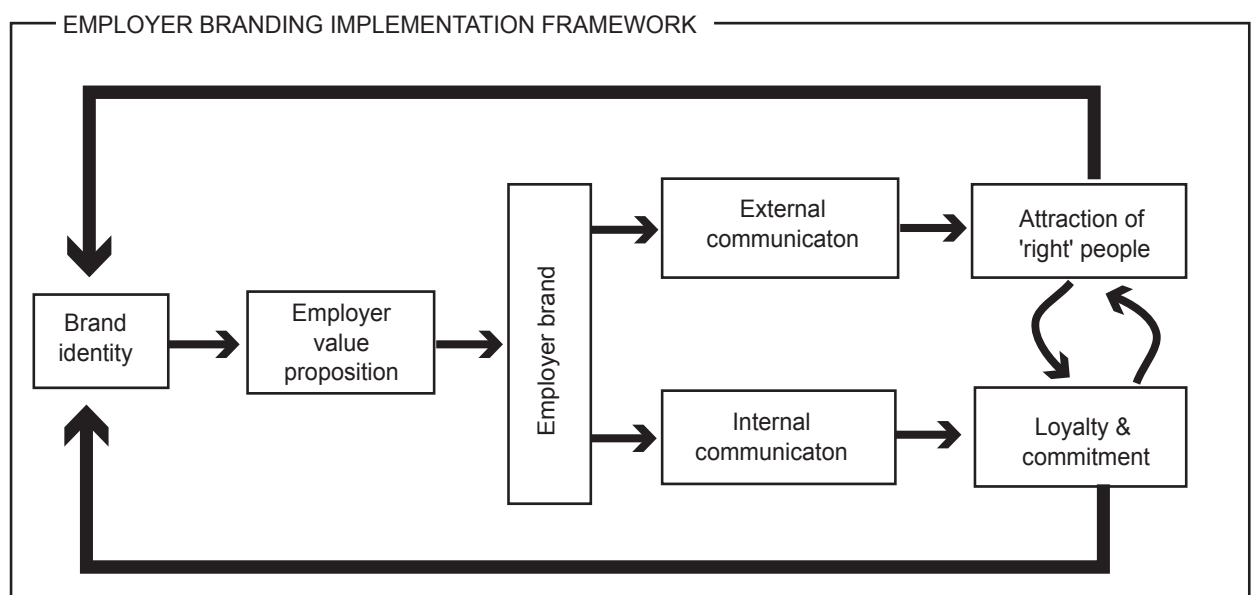 EMPLOYER BRANDING IMPLEMENTATION FRAMEWORK
Brand
identity
Employer
value
proposition
Employer brand
External
communicaton
Attraction of
'right' people
Internal
communicaton
Loyalty &
commitment